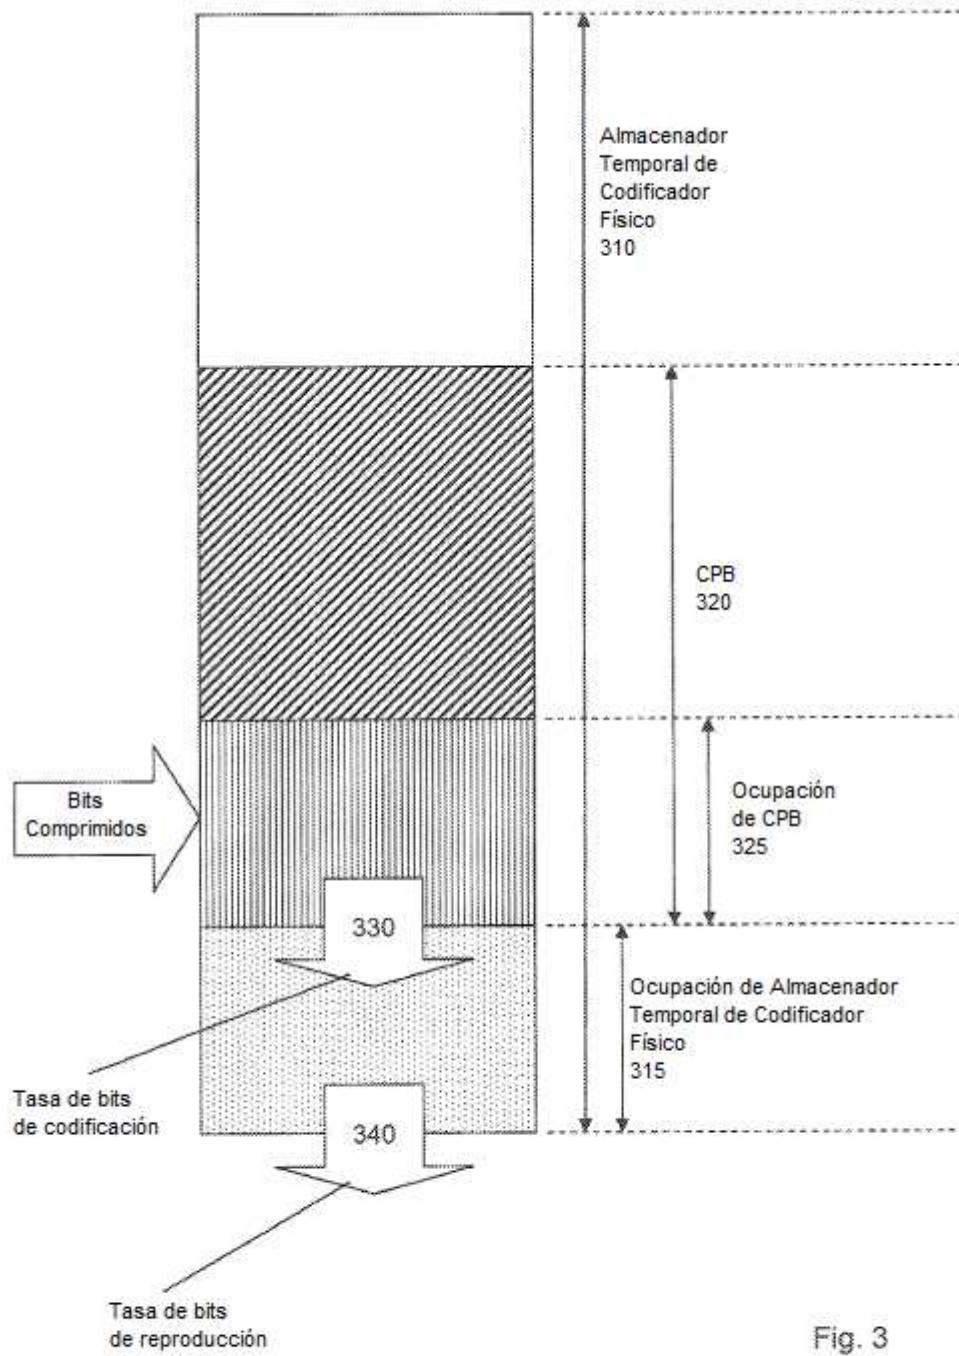 Almacenador
Temporal de
Codificador
Físico
310
CPB
320
Bits
Comprimidos
Ocupación
de CPB
325
330
Ocupación de Almacenador
Temporal de Codificador
Físico
315
Tasa de bits
de codificación
340
Tasa de bits
de reproducción
Fig. 3